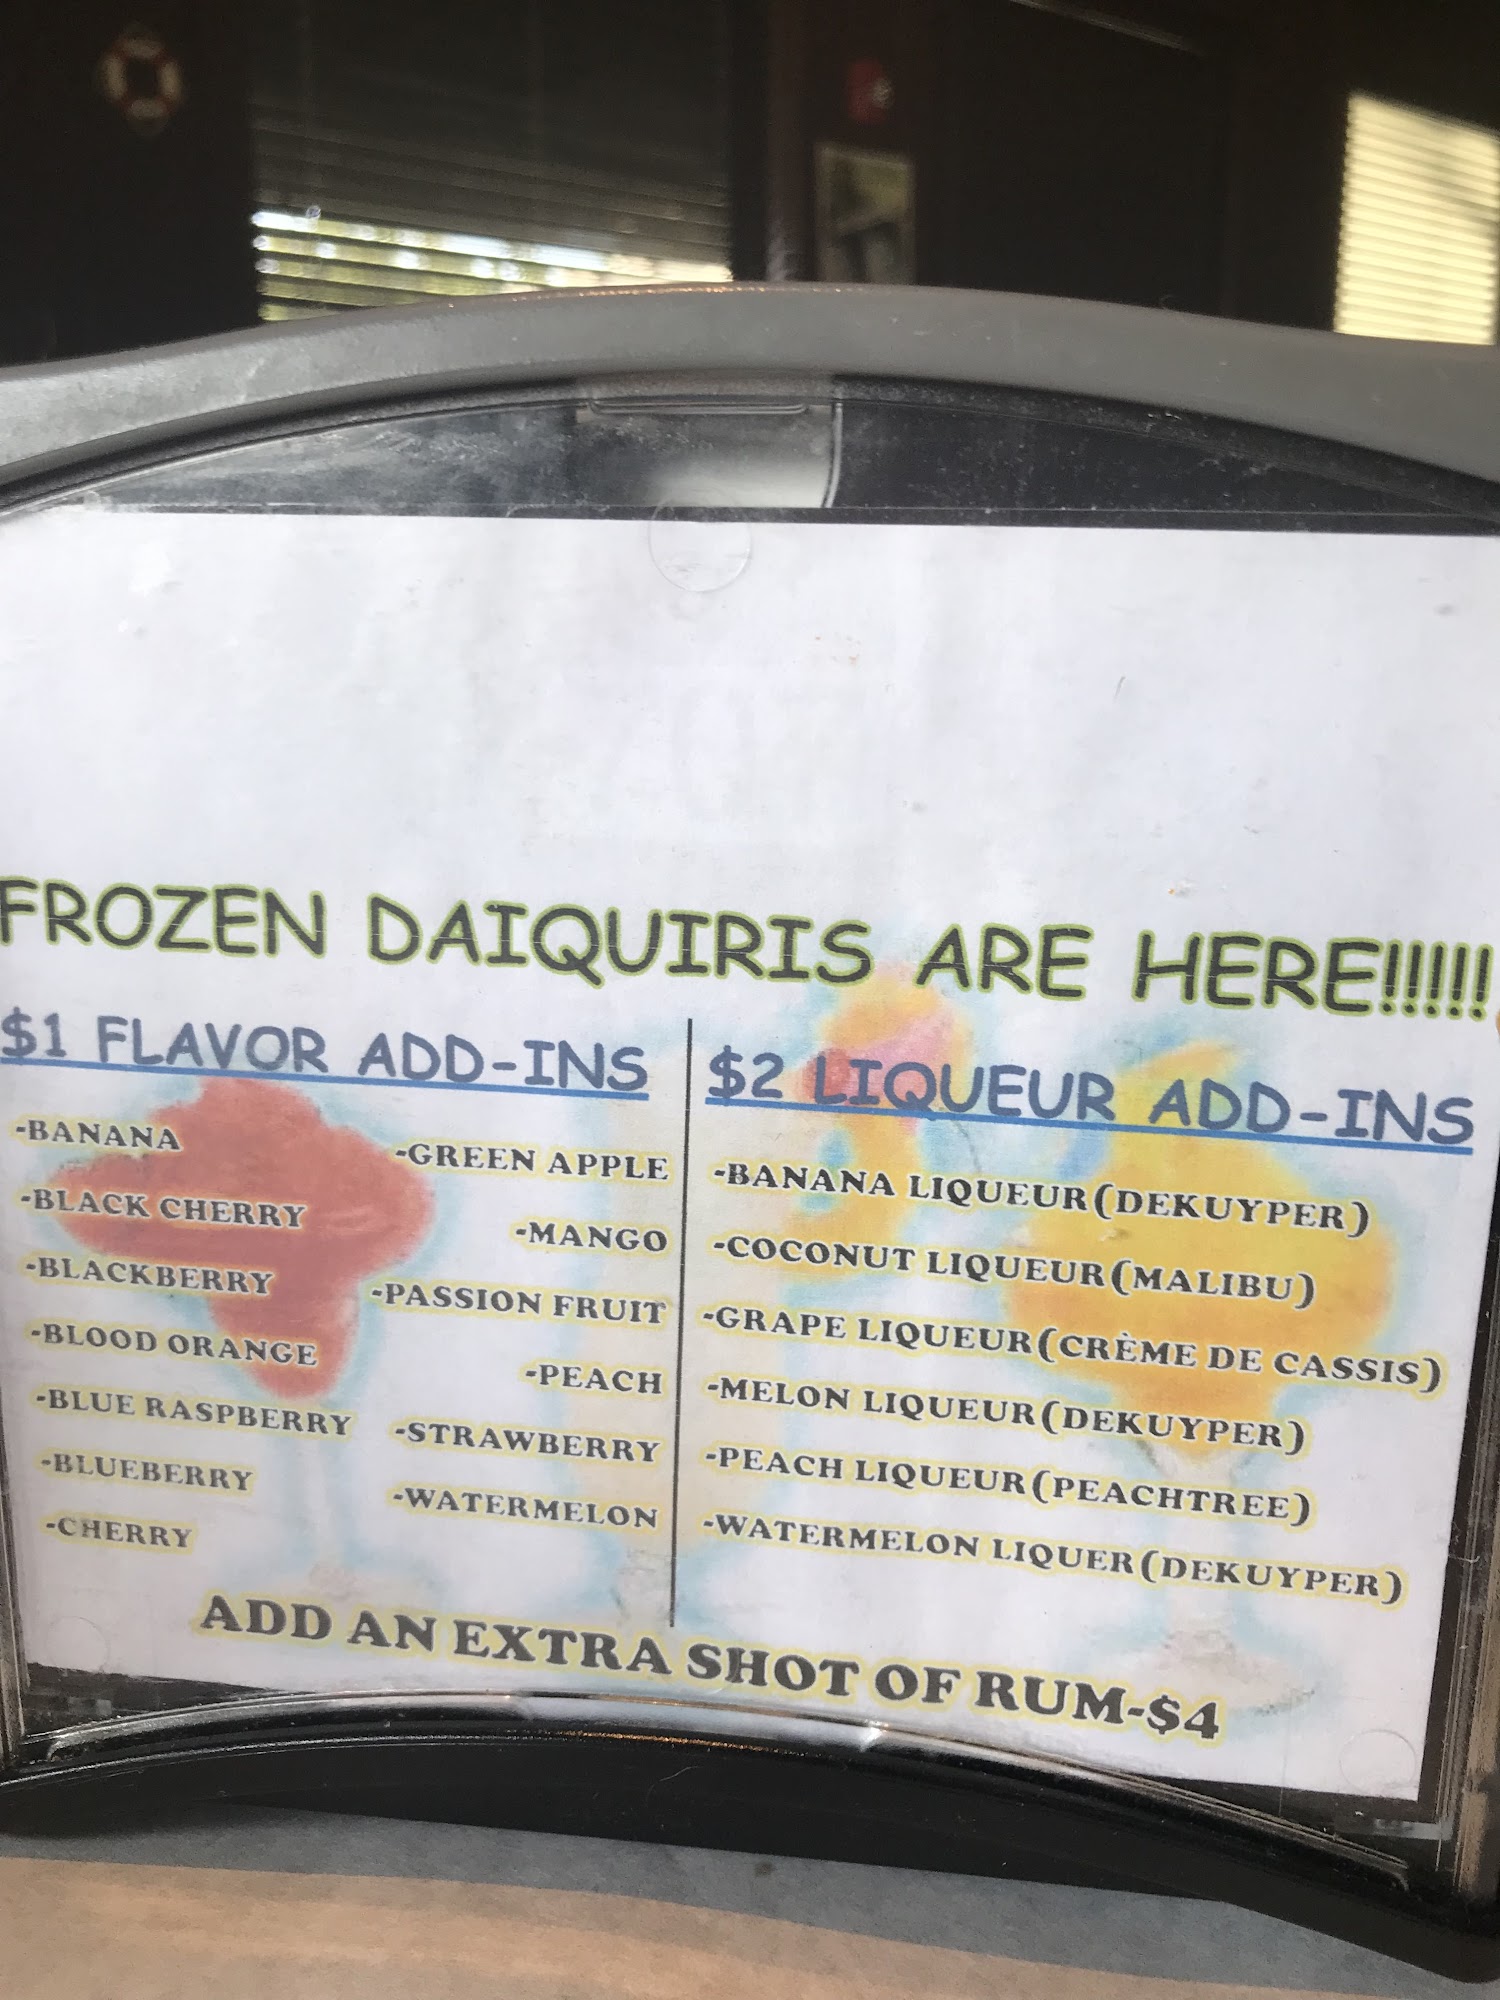 FROZEN DAIQUIRIS ARE HERE!!!!!
$1 FLAVOR ADD-INS
-BANANA
-BLACK CHERRY
-BLACKBERRY
-BLOOD ORANGE
-BLUE RASPBERRY
-BLUEBERRY
-CHERRY
-GREEN APPLE
-MANGO
-PASSION FRUIT
-PEACH
-STRAWBERRY
-WATERMELON
$2 LIQUEUR ADD-INS
-BANANA LIQUEUR(DEKUYPER)
-COCONUT LIQUEUR(MALIBU)
-GRAPE LIQUEUR(CRÈME DE CASSIS)
-MELON LIQUEUR(DEKUYPER)
-PEACH LIQUEUR(PEACHTREE)
-WATERMELON LIQUER(DEKUYPER)
ADD AN EXTRA SHOT OF RUM-$4